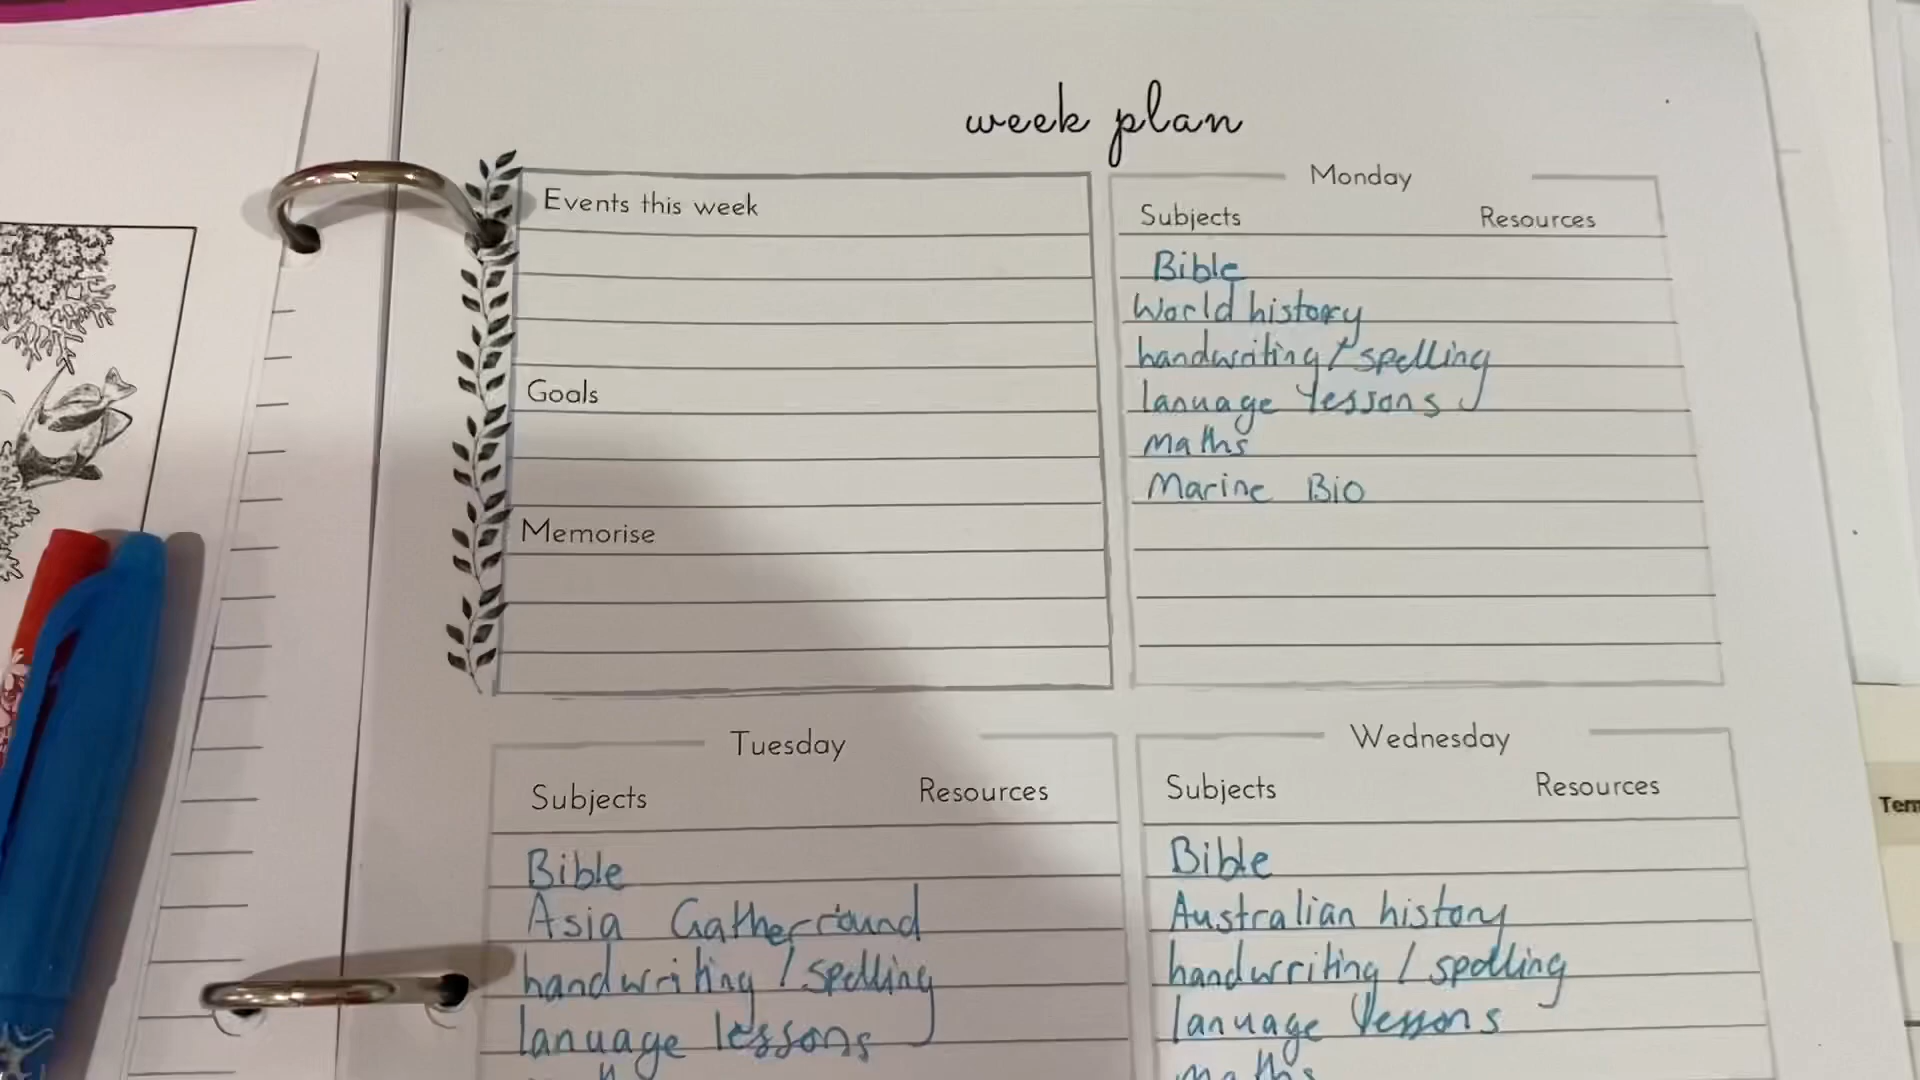 week plan
Events this week
Goals
Memorise
Monday
Subjects Resources
Bible
World history
handwriting / spelling
lanuage lessons
Maths
Marine Bio
Tuesday
Subjects Resources
Bible
Asia Gather round
handwriting / spelling
lanuage lessons
Wednesday
Subjects Resources
Bible
Australian history
handwriting / spelling
lanuage lessons
maths